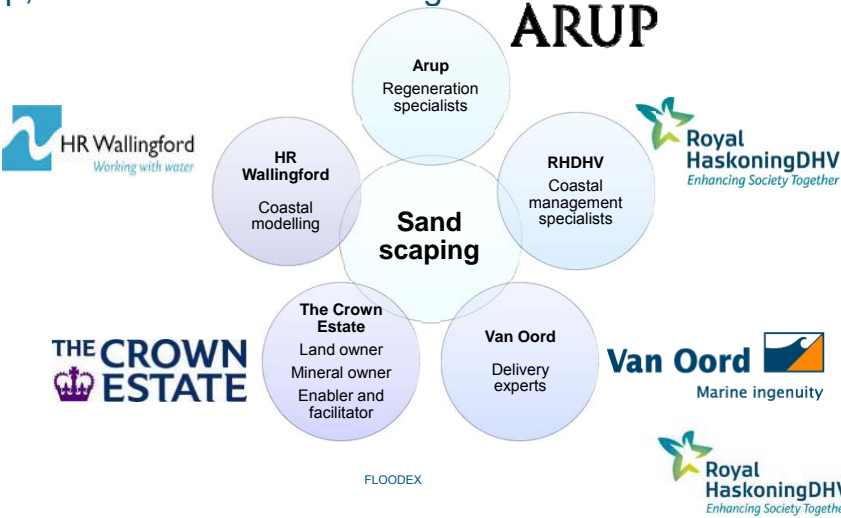 ARUP
Arup
Regeneration
specialists
HR Wallingford
Working with water
HR
Wallingford
Coastal
modelling
RHDHV
Coastal
management
specialists
Royal
HaskoningDHV
Enhancing Society Together
Sand
scaping
THE CROWN
ESTATE
The Crown
Estate
Land owner
Mineral owner
Enabler and
facilitator
Van Oord
Delivery
experts
Van Oord
Marine ingenuity
FLOODEX
Royal
HaskoningDHV
Enhancing Society Together